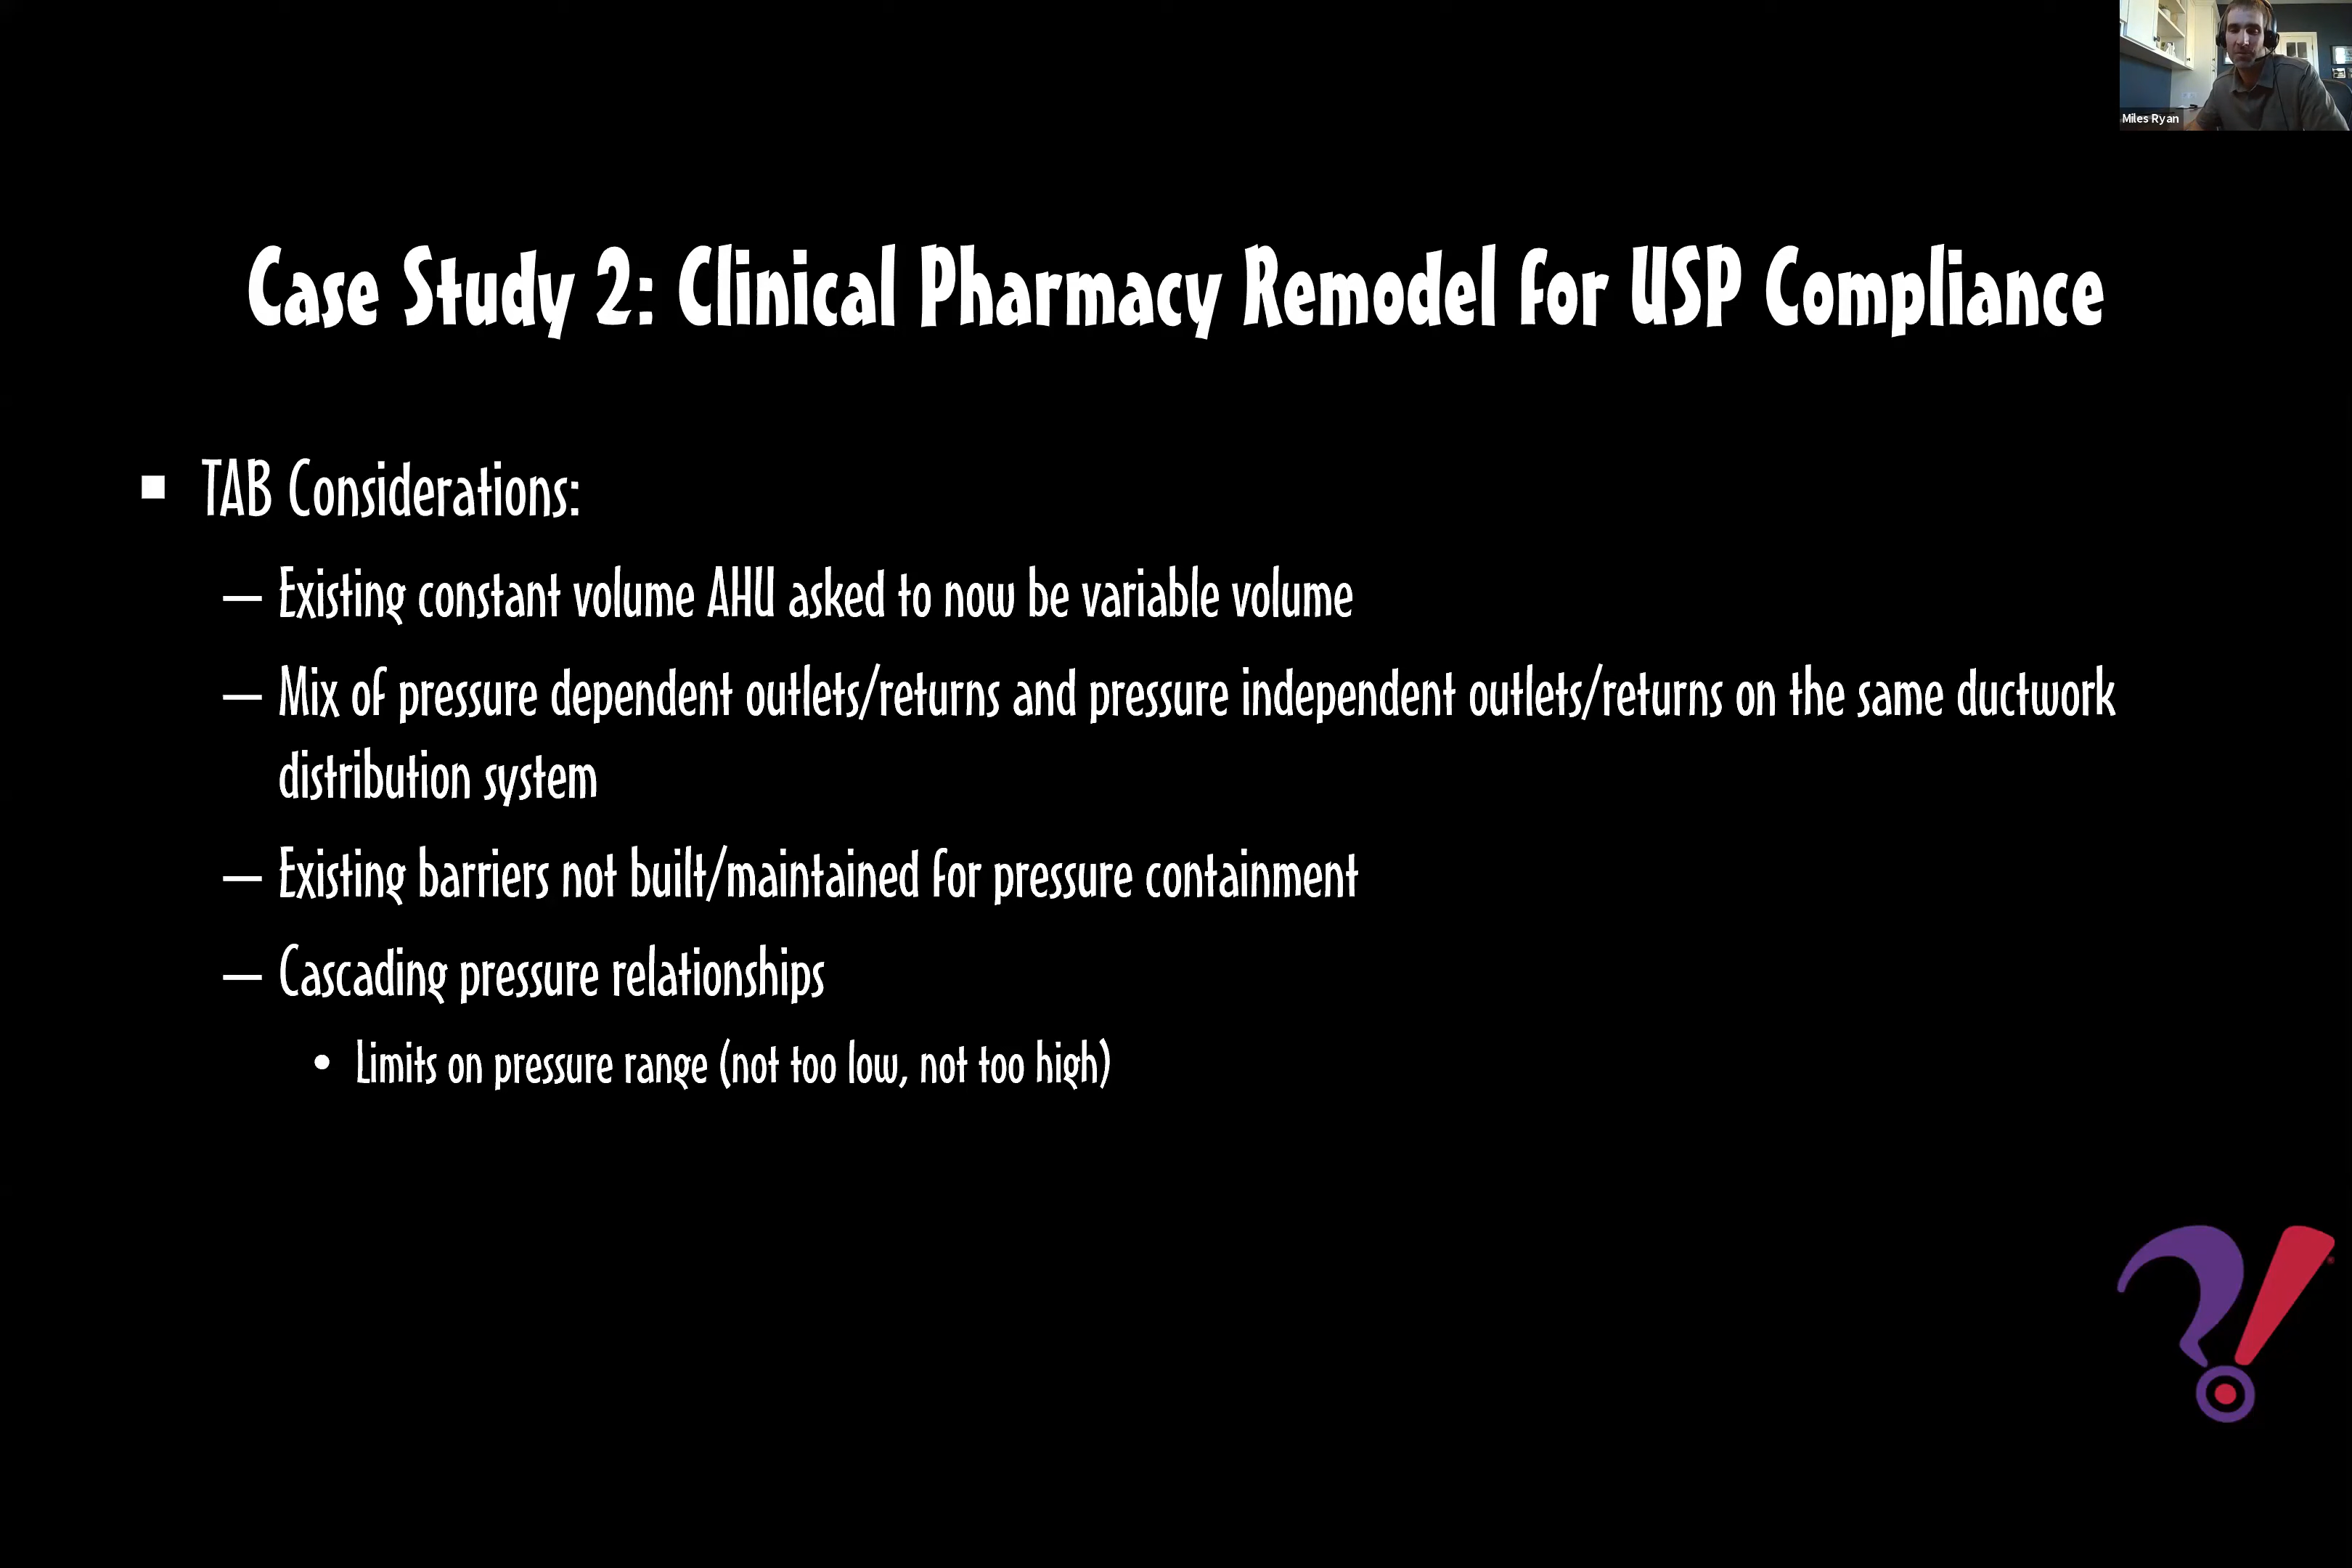 Miles Ryan
Case Study 2: Clinical Pharmacy Remodel for USP Compliance
▪ TAB Considerations:
– Existing constant volume AHU asked to now be variable volume
– Mix of pressure dependent outlets/returns and pressure independent outlets/returns on the same ductwork
distribution system
– Existing barriers not built/maintained for pressure containment
– Cascading pressure relationships
• Limits on pressure range (not too low, not too high)